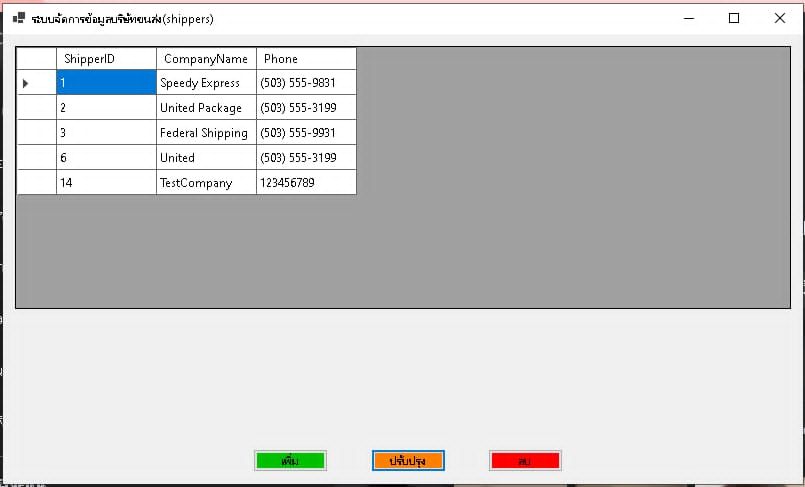 ระบบจัดการข้อมูลบริษัทขนส่ง(shippers)
ShipperID CompanyName Phone
1 Speedy Express (503) 555-9831
2 United Package (503) 555-3199
3 Federal Shipping (503) 555-9931
6 United (503) 555-3199
14 TestCompany 123456789
เพิ่ม ปรับปรุง ลบ